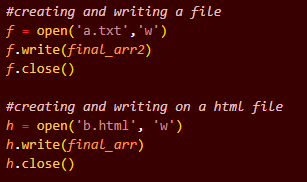 #creating and writing a file
f = open('a.txt','w')
f.write(final_arr2)
f.close()
#creating and writing on a html file
h = open('b.html', 'w')
h.write(final_arr)
h.close()